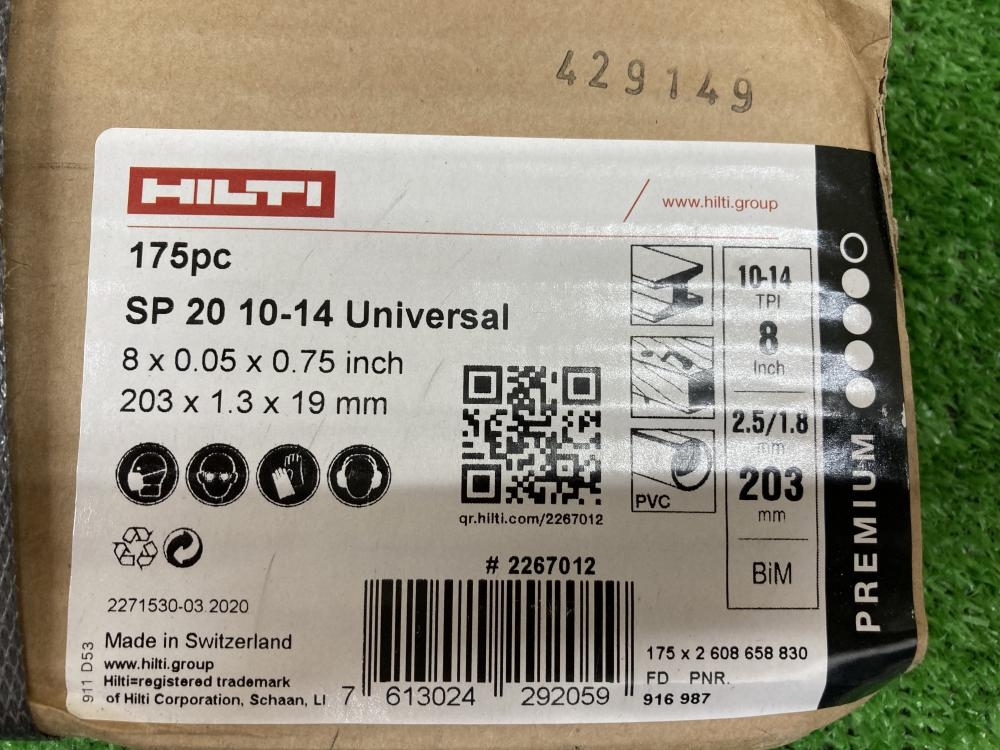 429149
HILTI
www.hilti.group
175pc
SP 20 10-14 Universal
8 x 0.05 x 0.75 inch
203 x 1.3 x 19 mm
qr.hilti.com/2267012
# 2267012
2271530-03.2020
Made in Switzerland
www.hilti.group
Hilti=registered trademark
of Hilti Corporation, Schaan, LI
911 D53
7 613024 292059
PVC
10-14
TPI
8
Inch
2.5/1.8
mm
203
mm
BiM
175 x 2 608 658 830
FD PNR.
916 987
PREMIUM